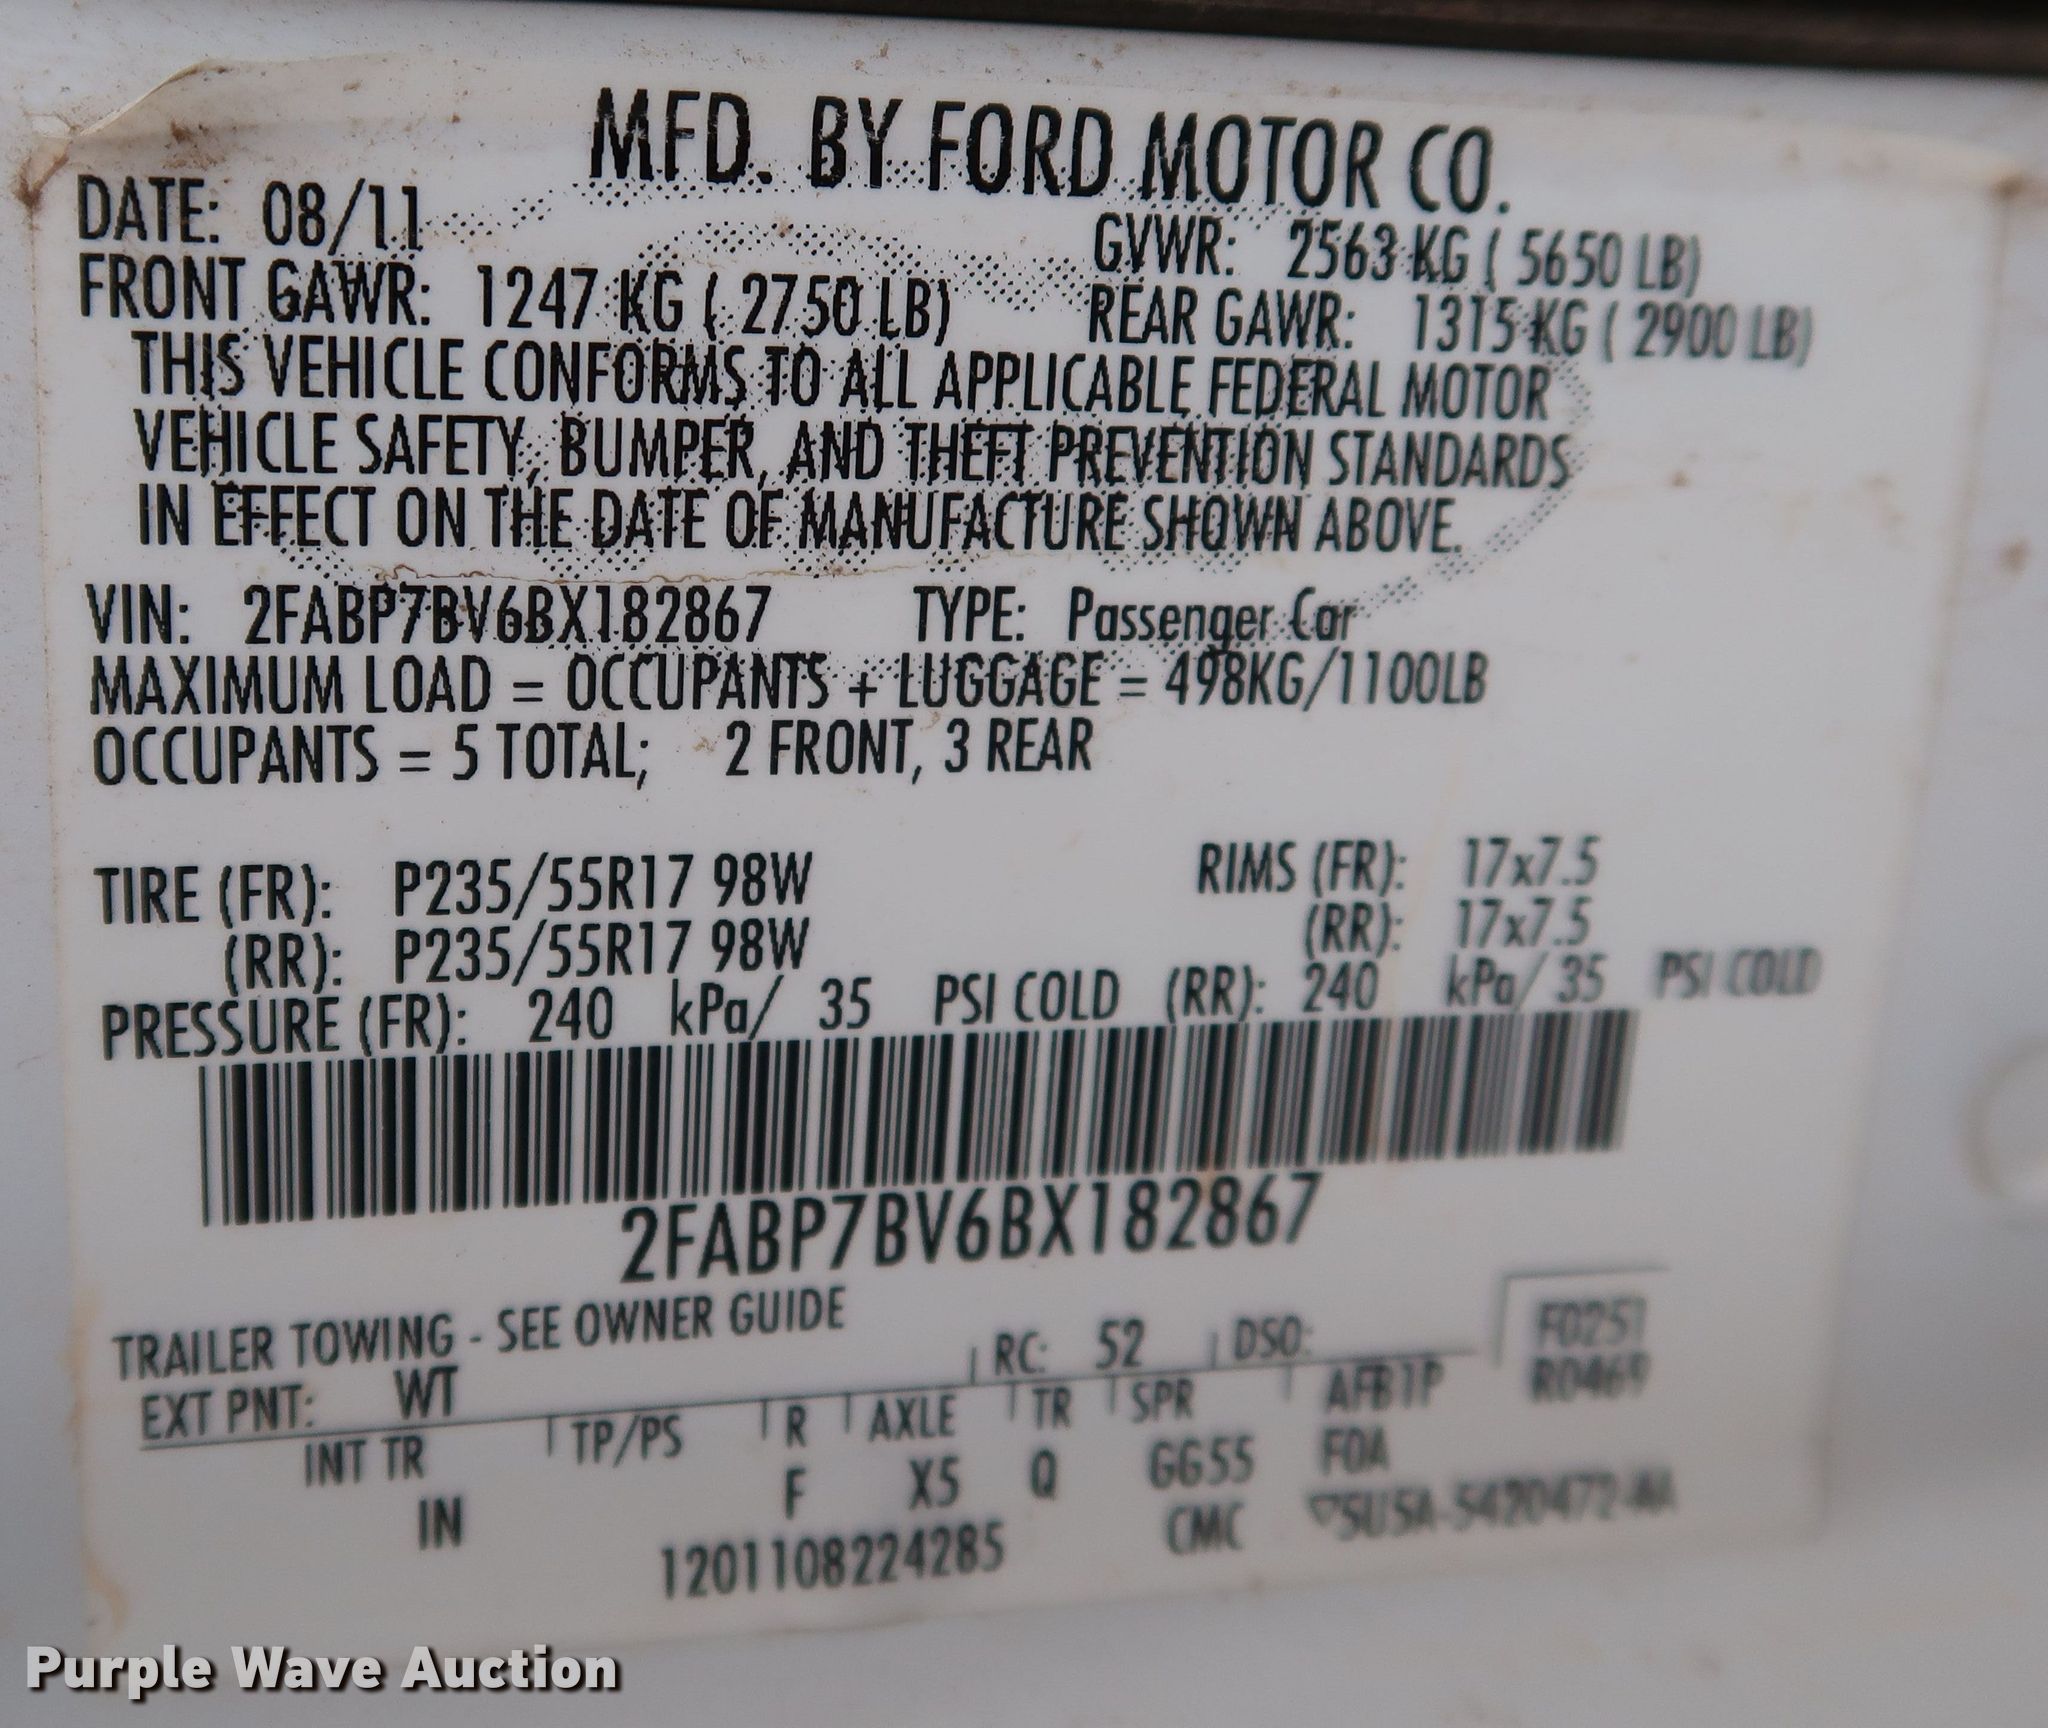 MFD. BY FORD MOTOR CO.
DATE: 08/11
GVWR: 2563 KG ( 5650 LB)
FRONT GAWR: 1247 KG ( 2750 LB)
REAR GAWR: 1315 KG ( 2900 LB)
THIS VEHICLE CONFORMS TO ALL APPLICABLE FEDERAL MOTOR
VEHICLE SAFETY, BUMPER, AND THEFT PREVENTION STANDARDS
IN EFFECT ON THE DATE OF MANUFACTURE SHOWN ABOVE.
VIN: 2FABP7BV6BX182867 TYPE: Passenger Car
MAXIMUM LOAD = OCCUPANTS + LUGGAGE = 498KG/1100LB
OCCUPANTS = 5 TOTAL; 2 FRONT, 3 REAR
TIRE (FR): P235/55R17 98W RIMS (FR): 17x7.5
(RR): P235/55R17 98W (RR): 17x7.5
PRESSURE (FR): 240 kPa/ 35 PSI COLD (RR): 240 kPa/ 35 PSI COLD
2FABP7BV6BX182867
TRAILER TOWING - SEE OWNER GUIDE
EXT PNT: WT RC: 52 DSO: F0251
R0469
INT TR TP/PS R AXLE TR SPR AFB1P
IN F X5 Q GG55 FOA
1201108224285 CMC
Purple Wave Auction